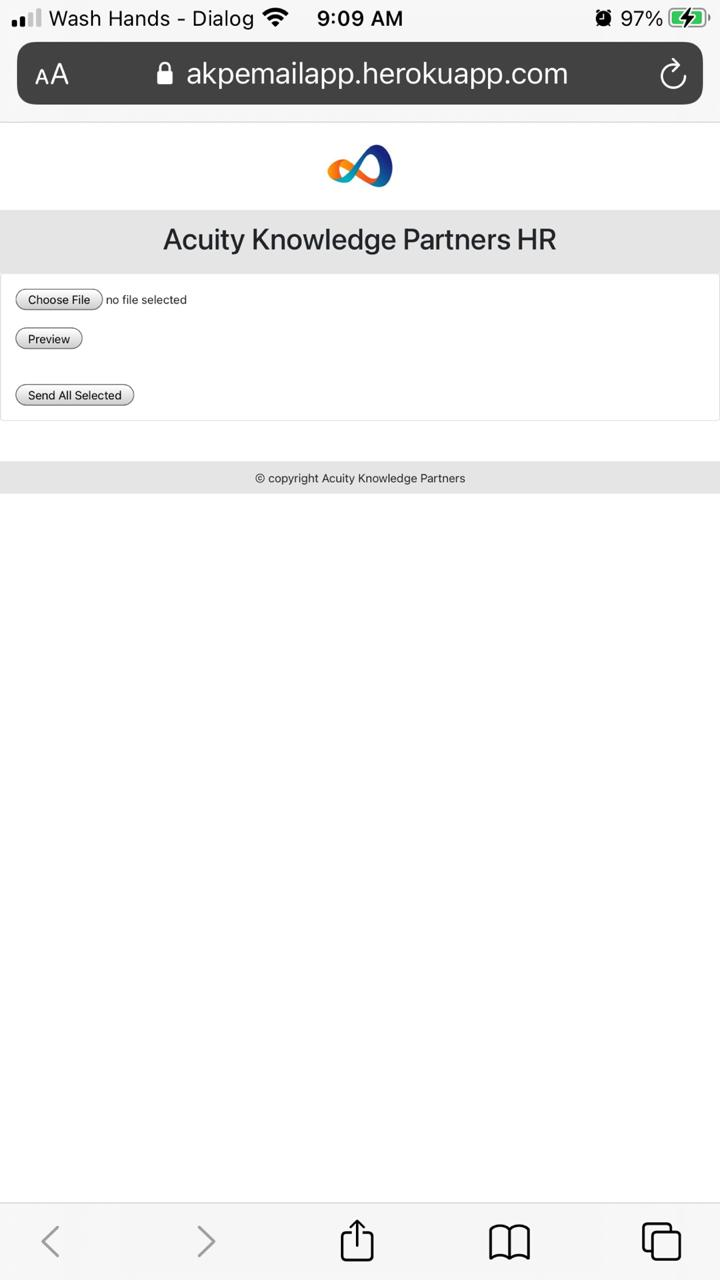 Wash Hands - Dialog 9:09 AM 97%
AA akpemailapp.herokuapp.com
Acuity Knowledge Partners HR
Choose File no file selected
Preview
Send All Selected
© copyright Acuity Knowledge Partners